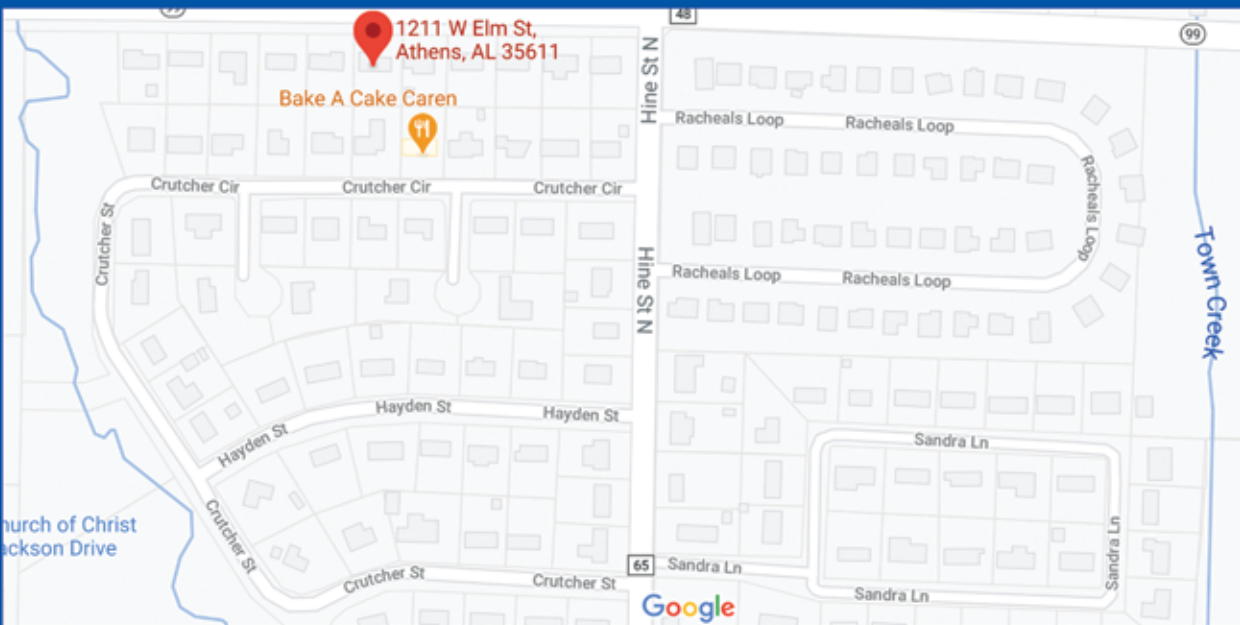 48
99
1211 W Elm St,
Athens, AL 35611
Hine St N
Bake A Cake Caren
Racheals Loop
Racheals Loop
Racheals Loop
Crutcher Cir
Crutcher Cir
Crutcher Cir
Crutcher St
Town Creek
Hine St N
Racheals Loop
Racheals Loop
Hayden St
Hayden St
Hayden St
Sandra Ln
Crutcher St
hurch of Christ
ackson Drive
Sandra Ln
65
Sandra Ln
Crutcher St
Crutcher St
Sandra Ln
Google